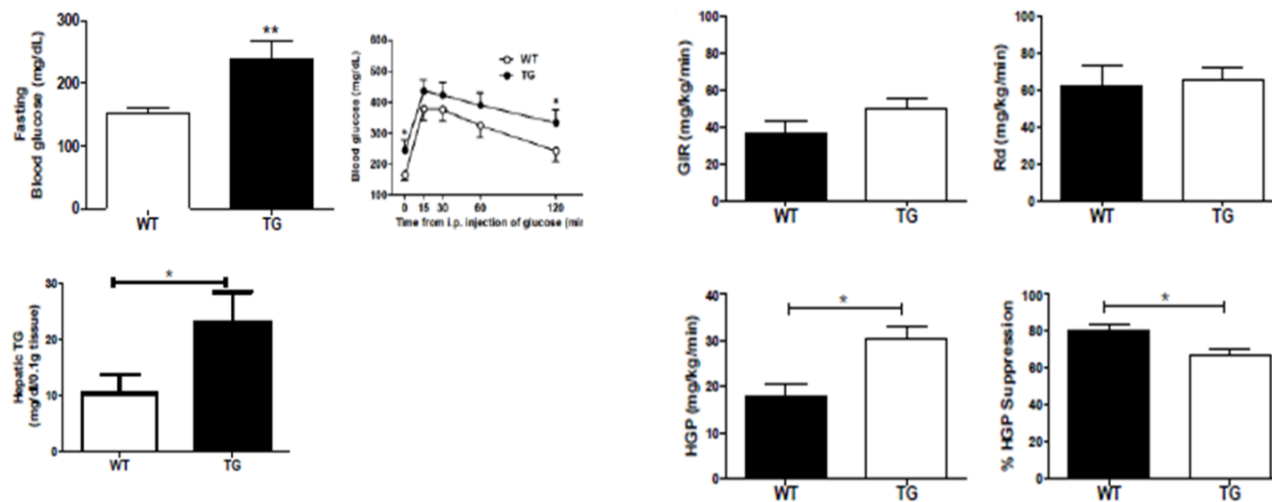 Fasting
Blood glucose (mg/dL)
300
200
100
0
**
WT
TG
Blood glucose (mg/dL)
600
500
400
300
200
100
WT
TG
*
*
0
15
30
60
120
Time from i.p. injection of glucose (min
GIR (mg/kg/min)
100
80
60
40
20
0
WT
TG
Rd (mg/kg/min)
100
80
60
40
20
0
WT
TG
Hepatic TG
(mg/dl/0.1g tissue)
30
20
10
0
*
WT
TG
HGP (mg/kg/min)
40
30
20
10
0
*
WT
TG
% HGP Suppression
100
80
60
40
20
0
*
WT
TG